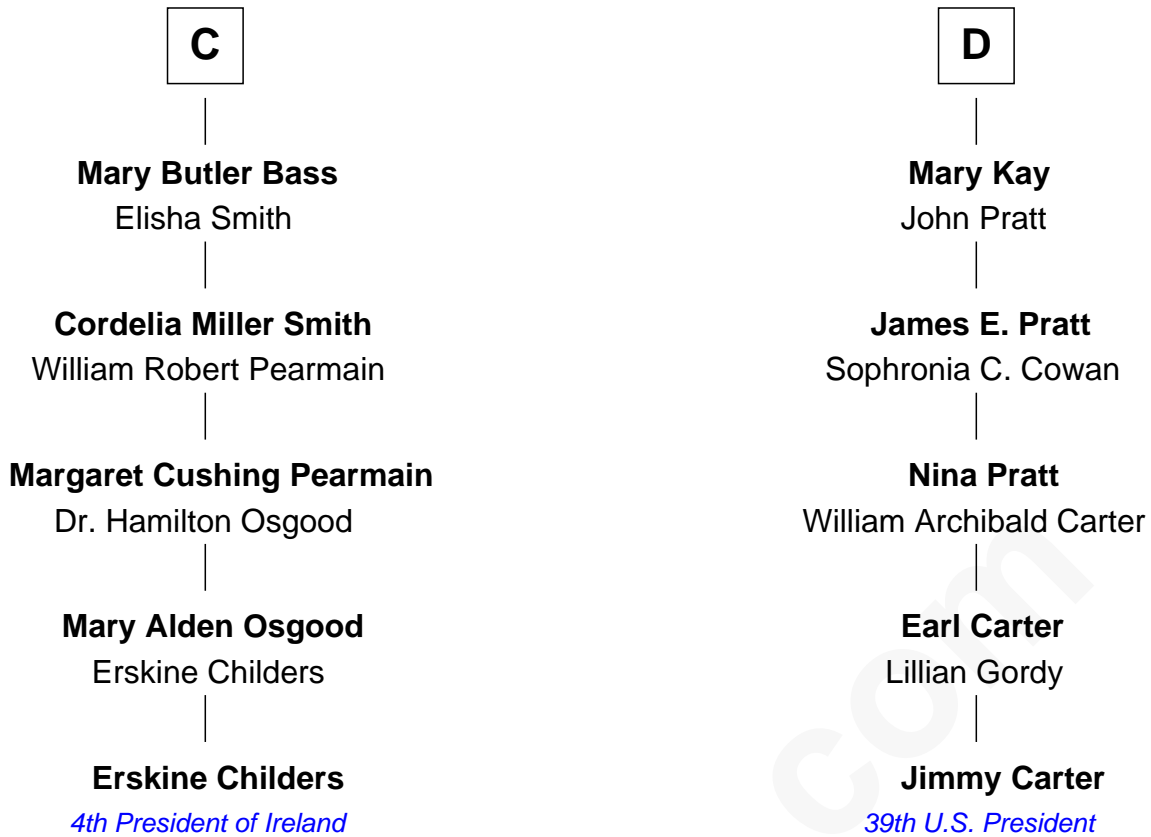 C
Mary Butler Bass
Elisha Smith
Cordelia Miller Smith
William Robert Pearmain
Margaret Cushing Pearmain
Dr. Hamilton Osgood
Mary Alden Osgood
Erskine Childers
Erskine Childers
4th President of Ireland
D
Mary Kay
John Pratt
James E. Pratt
Sophronia C. Cowan
Nina Pratt
William Archibald Carter
Earl Carter
Lillian Gordy
Jimmy Carter
39th U.S. President
com